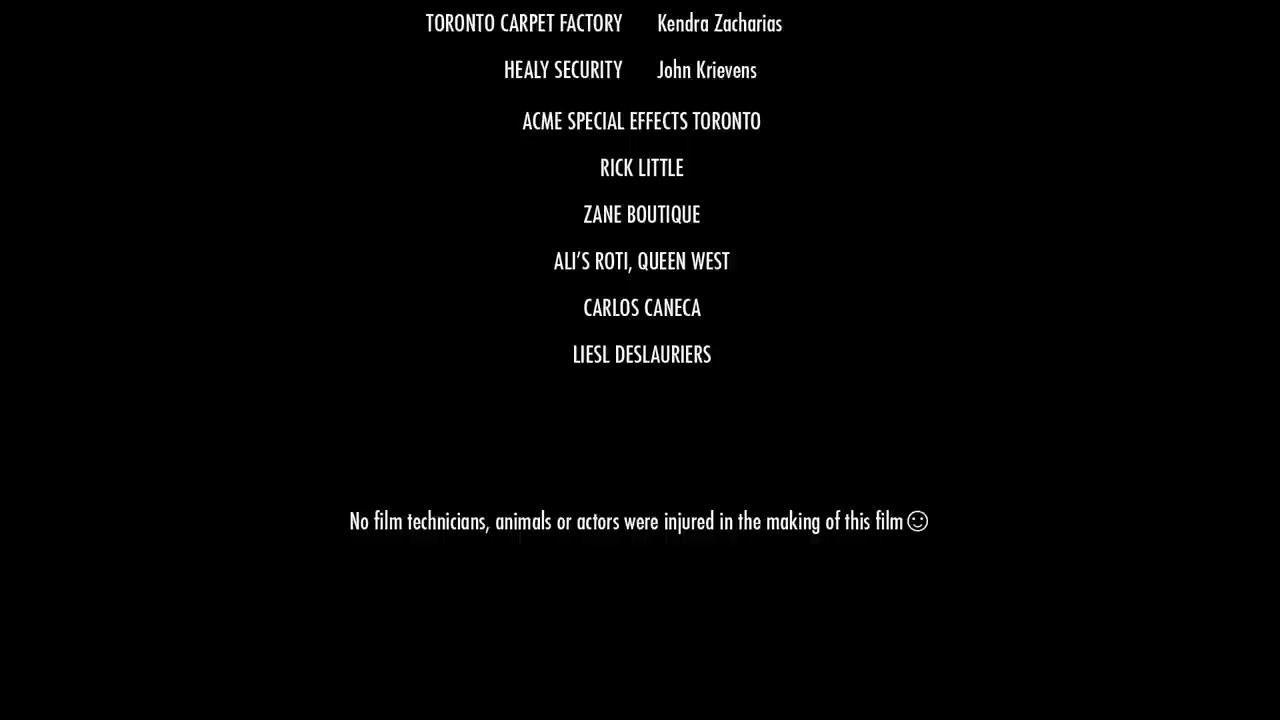 TORONTO CARPET FACTORY Kendra Zacharias
HEALY SECURITY John Krievens
ACME SPECIAL EFFECTS TORONTO
RICK LITTLE
ZANE BOUTIQUE
ALI'S ROTI, QUEEN WEST
CARLOS CANECA
LIESL DESLAURIERS
No film technicians, animals or actors were injured in the making of this film☺